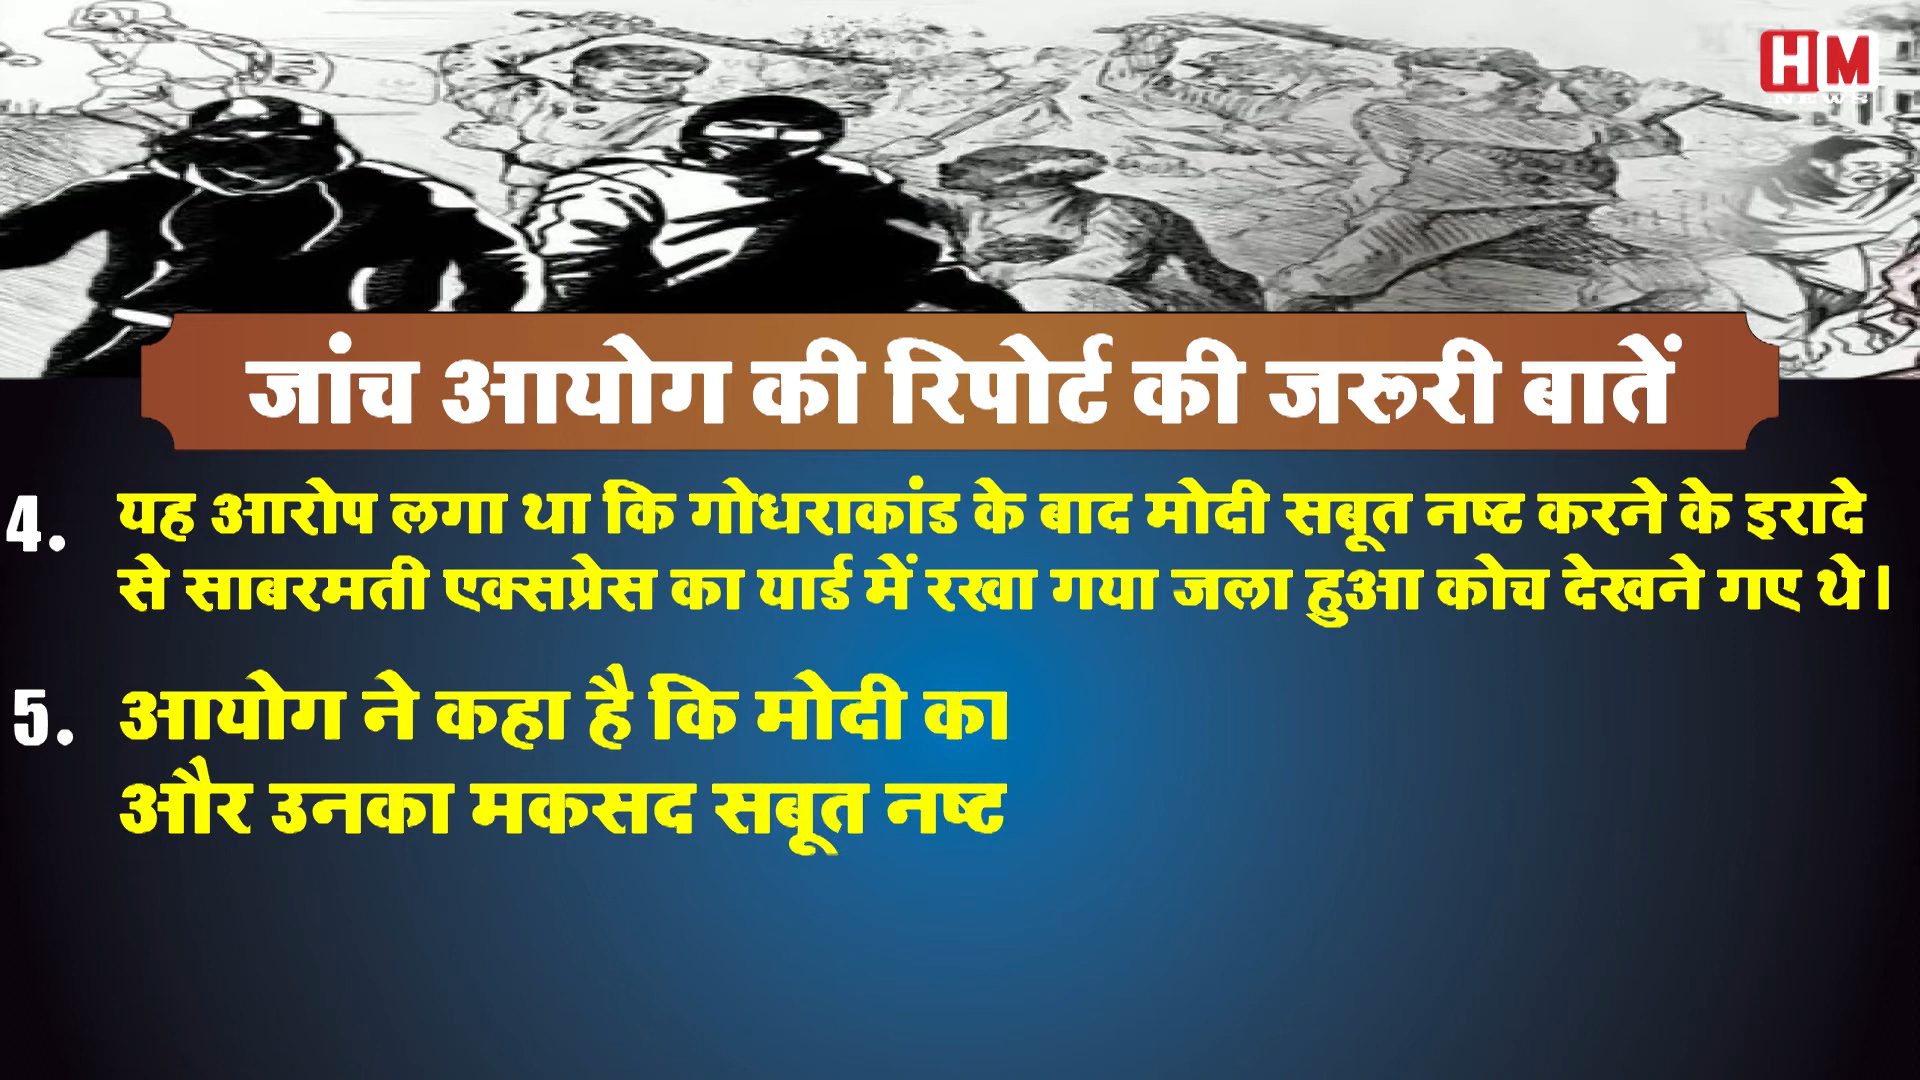 HM
NEWS
जांच आयोग की रिपोर्ट की जरूरी बातें
4. यह आरोप लगा था कि गोधराकांड के बाद मोदी सबूत नष्ट करने के इरादे
से साबरमती एक्सप्रेस का यार्ड में रखा गया जला हुआ कोच देखने गए थे।
5. आयोग ने कहा है कि मोदी का
और उनका मकसद सबूत नष्ट